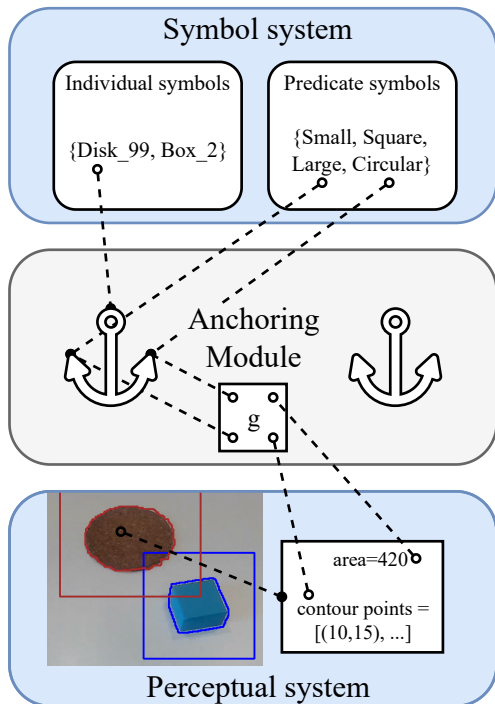 Symbol system
Individual symbols
{Disk_99, Box_2}
Predicate symbols
{Small, Square,
Large, Circular}
Anchoring
Module
g
area=420
contour points =
[(10,15), ...]
Perceptual system